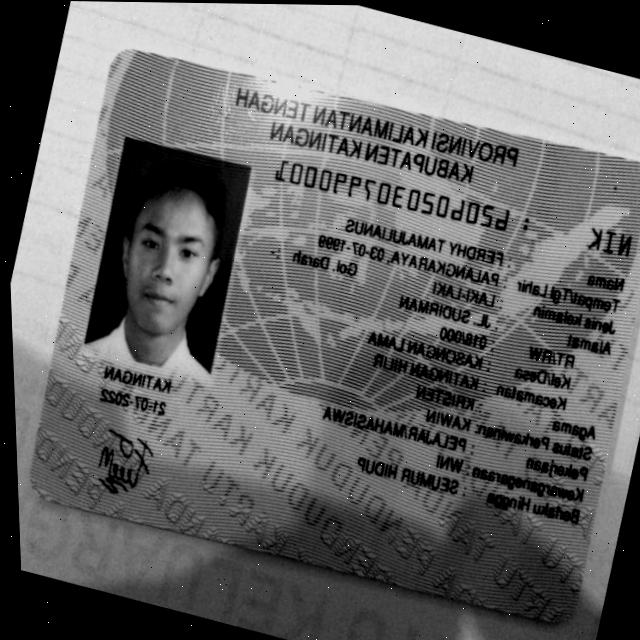 PROVINSI KALIMANTAN TENGAH
KABUPATEN KATINGAN
NIK : 6206020307990001
Nama : FERDHY TAMAJULIANUS
Tempat/Tgl Lahir : PALANGKARAYA, 03-07-1999
Jenis kelamin : LAKI-LAKI Gol. Darah
Alamat : JL. SUDIRMAN
RT/RW : 018/000
Kel/Desa : KASONGAN LAMA
Kecamatan : KATINGAN HILIR
Agama : KRISTEN
Status Perkawinan: KAWIN
Pekerjaan : PELAJAR/MAHASISWA
Kewarganegaraan: WNI
Berlaku Hingga : SEUMUR HIDUP
KATINGAN
21-07-2022